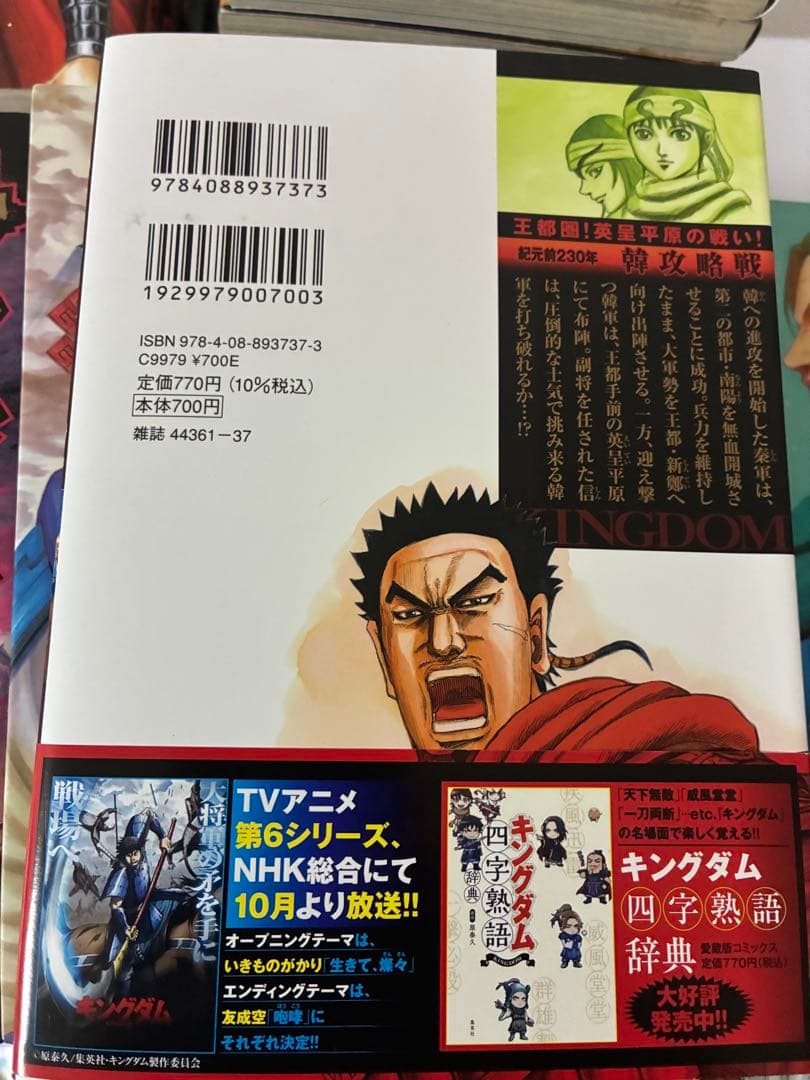 9784088937373
1929979007003
ISBN 978-4-08-893737-3
C9979 ¥700E
定価770円(10%税込)
本体700円
雑誌 44361-37
王都圏!英呈平原の戦い!
紀元前230年 韓攻略戦
韓への進攻を開始した秦軍は、
第二の都市・南陽を無血開城さ
せることに成功。兵力を維持し
たまま、大軍勢を王都・新鄭へ
向け出陣させる。一方、迎え撃
つ韓軍は、王都手前の英呈平原
にて布陣。副将を任された信
は、圧倒的な士気で挑み来る韓
軍を打ち破れるか…!?
KINGDOM
大将軍の矛を手に
戦場へ
キングダム
TVアニメ
第6シリーズ、
NHK総合にて
10月より放送!!
オープニングテーマは、
いきものがかり「生きて、燦々」
エンディングテーマは、
友成空「咆哮」に
それぞれ決定!!
原泰久/集英社・キングダム製作委員会
疾風迅雷
キングダム
四字熟語
辞典
原泰久
KINGDOM
威風堂堂
群雄
集英社
「天下無敵」「威風堂堂」
「一刀両断」…etc.『キングダム』
の名場面で楽しく覚える!!
キングダム
四字熟語
辞典 愛蔵版コミックス
定価770円(税込)
大好評
発売中!!